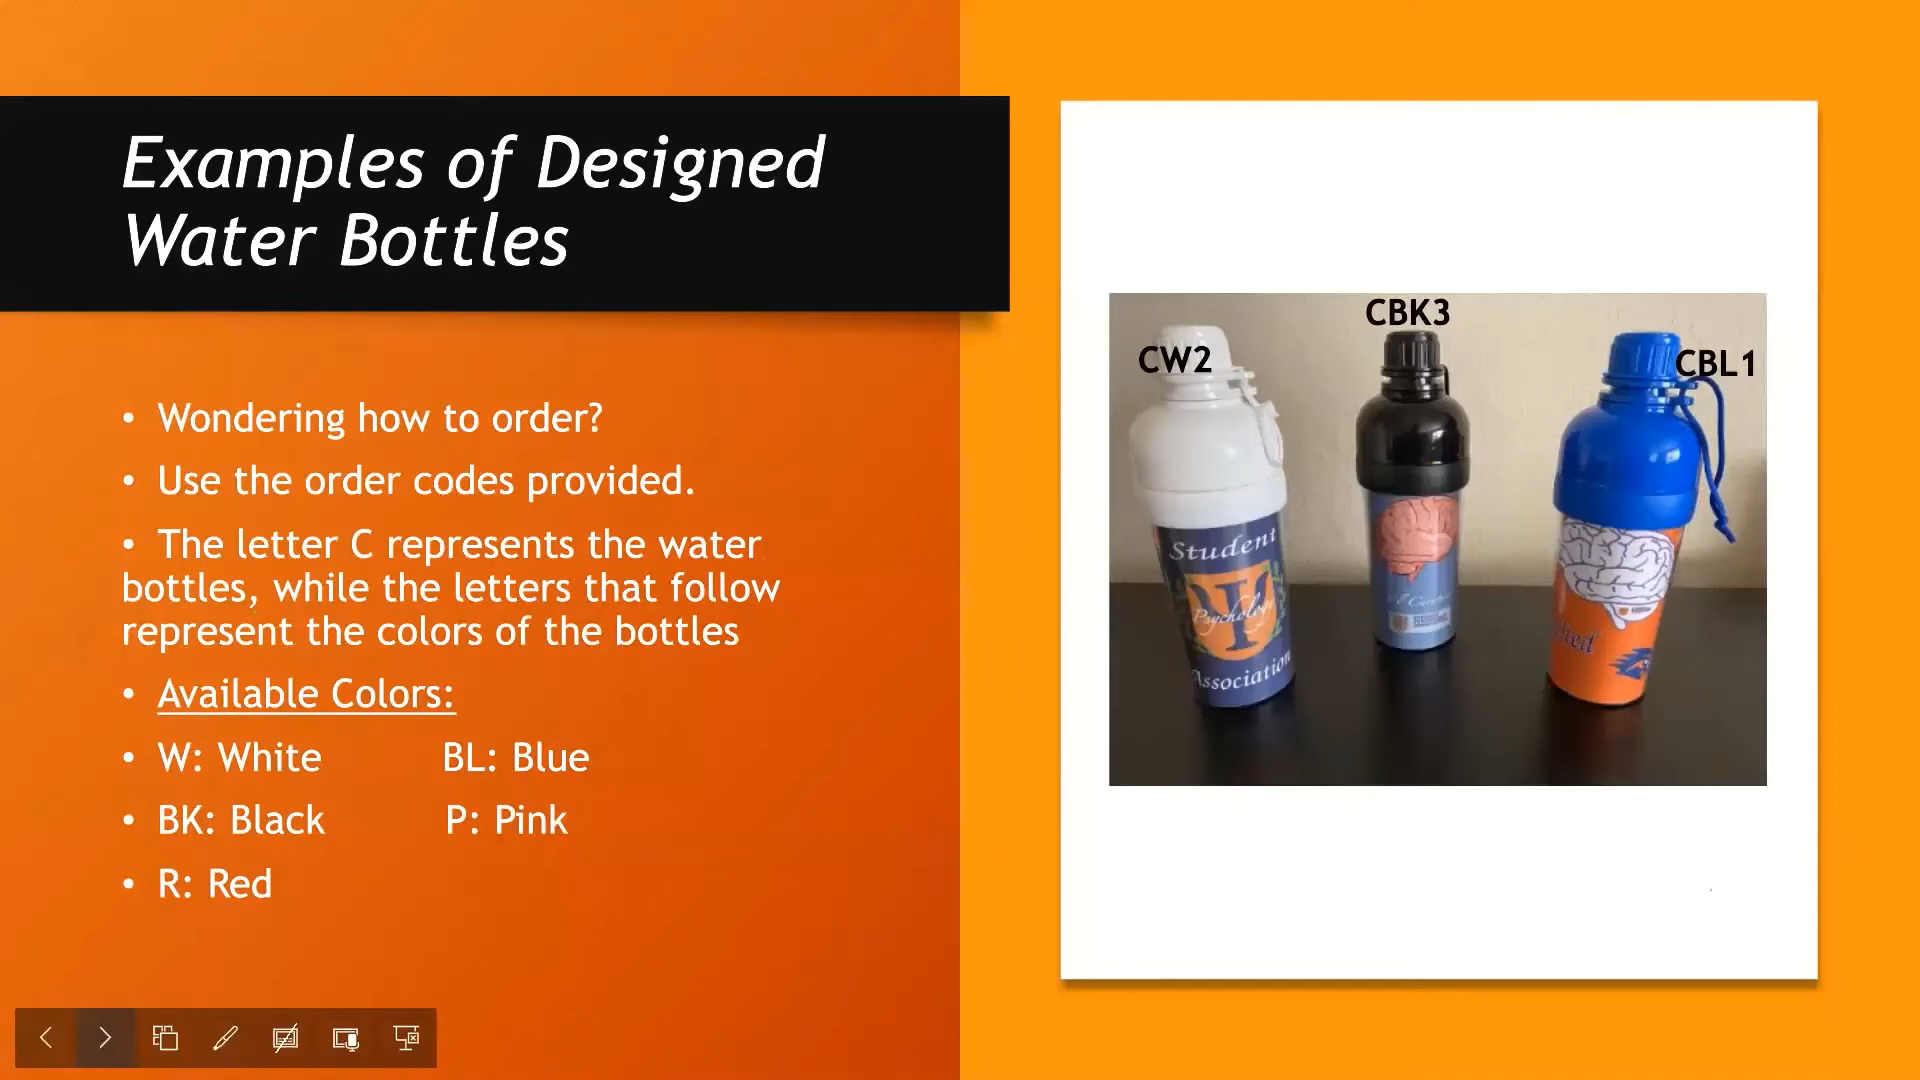 Examples of Designed
Water Bottles
• Wondering how to order?
• Use the order codes provided.
• The letter C represents the water
bottles, while the letters that follow
represent the colors of the bottles
• Available Colors:
• W: White BL: Blue
• BK: Black P: Pink
• R: Red
CBK3
CW2
CBL1
Student
Psychology
Association